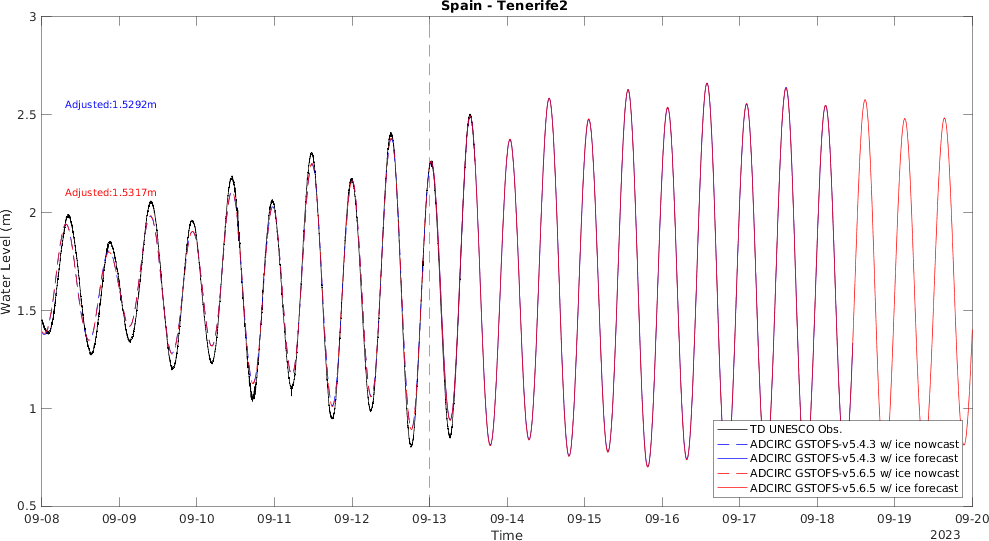 Spain - Tenerife2
3
2.5
2
1.5
1
0.5
Water Level (m)
Adjusted:1.5292m
Adjusted:1.5317m
TD UNESCO Obs.
ADCIRC GSTOFS-v5.4.3 w/ ice nowcast
ADCIRC GSTOFS-v5.4.3 w/ ice forecast
ADCIRC GSTOFS-v5.6.5 w/ ice nowcast
ADCIRC GSTOFS-v5.6.5 w/ ice forecast
09-08 09-09 09-10 09-11 09-12 09-13 09-14 09-15 09-16 09-17 09-18 09-19 09-20
Time
2023